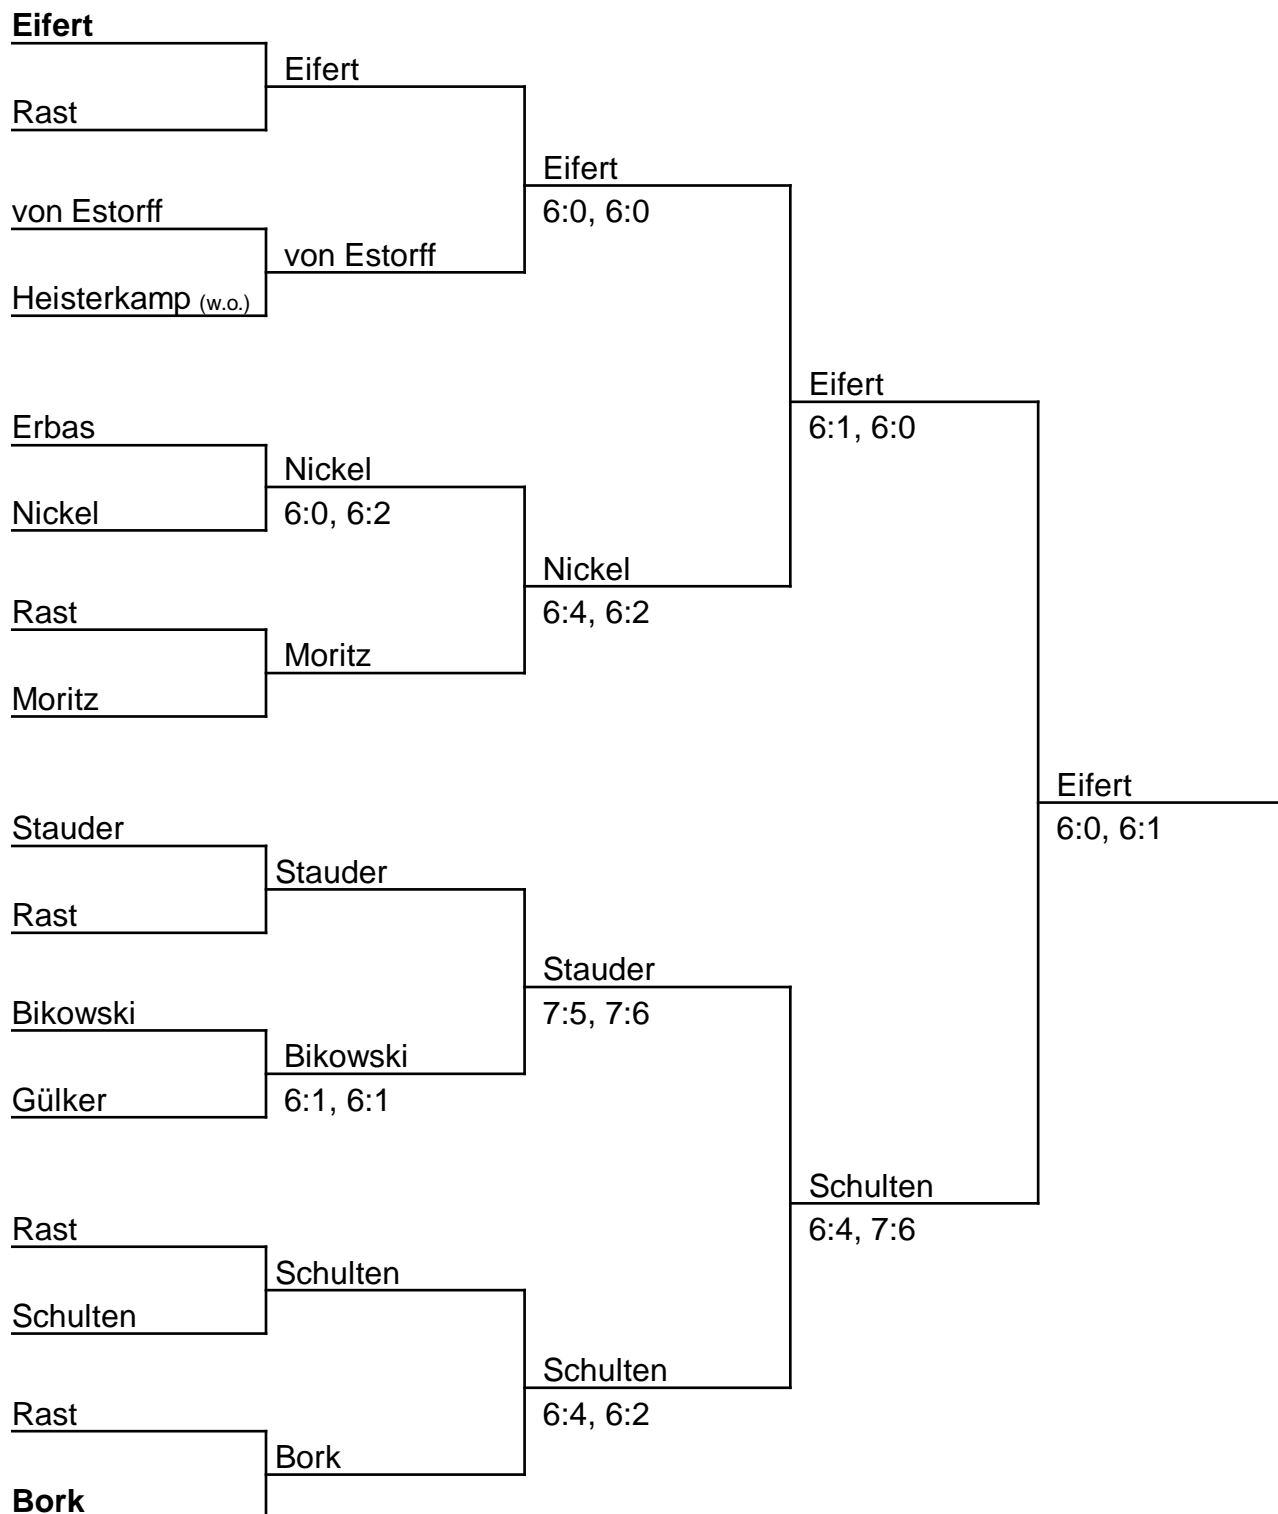 Eifert
Eifert
Rast
Eifert
von Estorff
6:0, 6:0
von Estorff
Heisterkamp (w.o.)
Eifert
Erbas
6:1, 6:0
Nickel
Nickel
6:0, 6:2
Nickel
Rast
6:4, 6:2
Moritz
Moritz
Eifert
Stauder
6:0, 6:1
Stauder
Rast
Stauder
Bikowski
7:5, 7:6
Bikowski
Gülker
6:1, 6:1
Schulten
Rast
6:4, 7:6
Schulten
Schulten
Schulten
Rast
6:4, 6:2
Bork
Bork